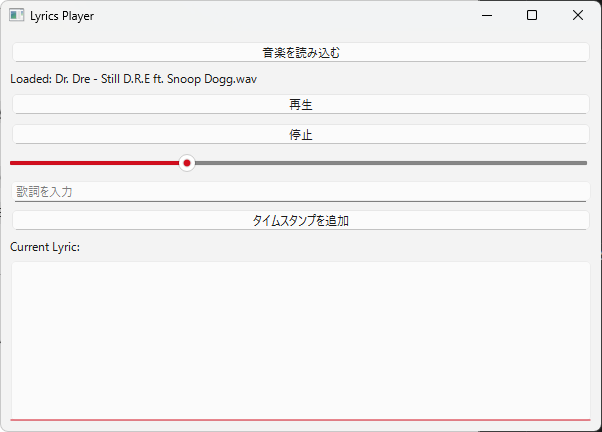 Lyrics Player
音楽を読み込む
Loaded: Dr. Dre - Still D.R.E ft. Snoop Dogg.wav
再生
停止
歌詞を入力
タイムスタンプを追加
Current Lyric: